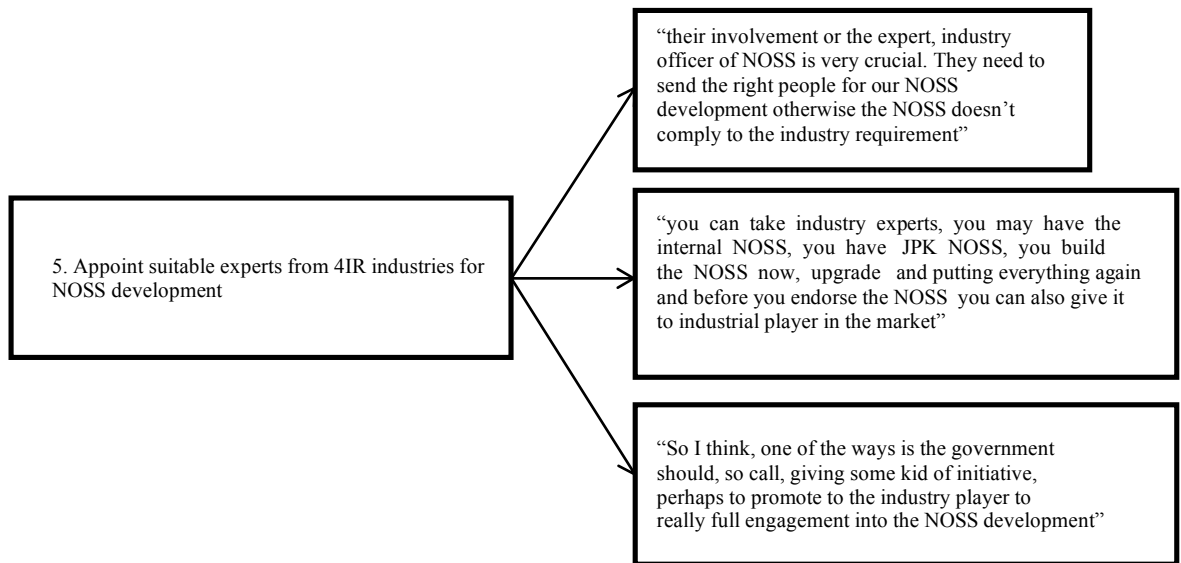 “their involvement or the expert, industry
officer of NOSS is very crucial. They need to
send the right people for our NOSS
development otherwise the NOSS doesn’t
comply to the industry requirement”
5. Appoint suitable experts from 4IR industries for
NOSS development
“you can take industry experts, you may have the
internal NOSS, you have JPK NOSS, you build
the NOSS now, upgrade and putting everything again
and before you endorse the NOSS you can also give it
to industrial player in the market”
“So I think, one of the ways is the government
should, so call, giving some kid of initiative,
perhaps to promote to the industry player to
really full engagement into the NOSS development”